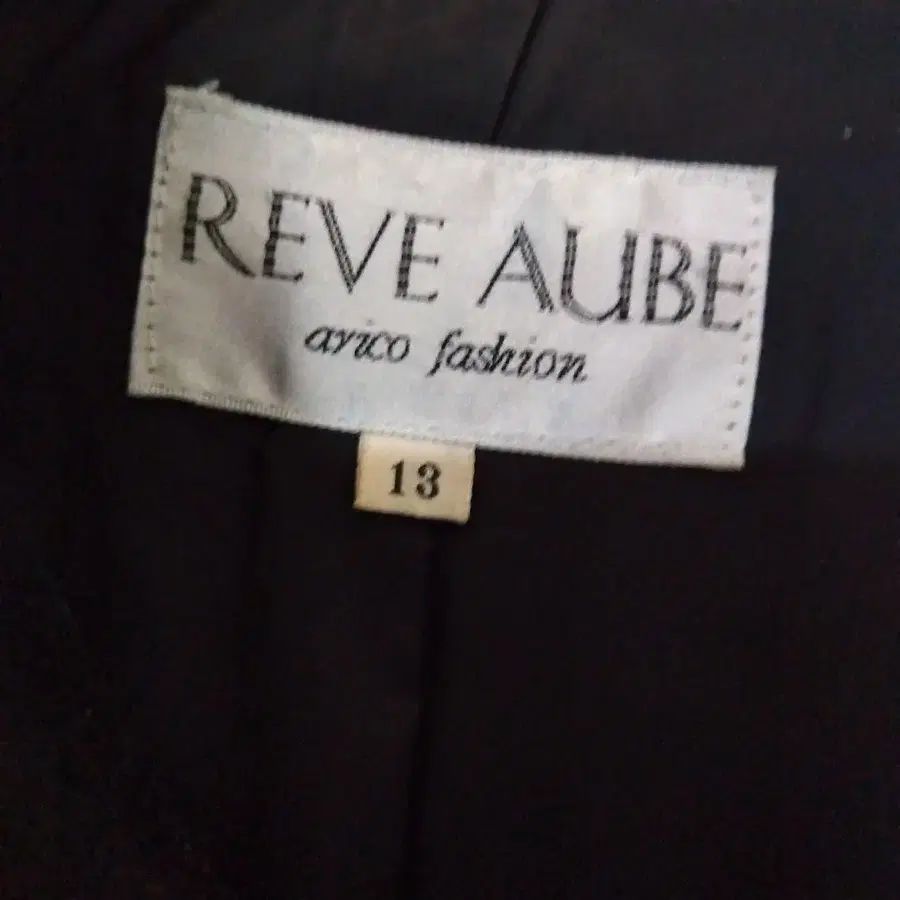 REVE AUBE
arico fashion
13